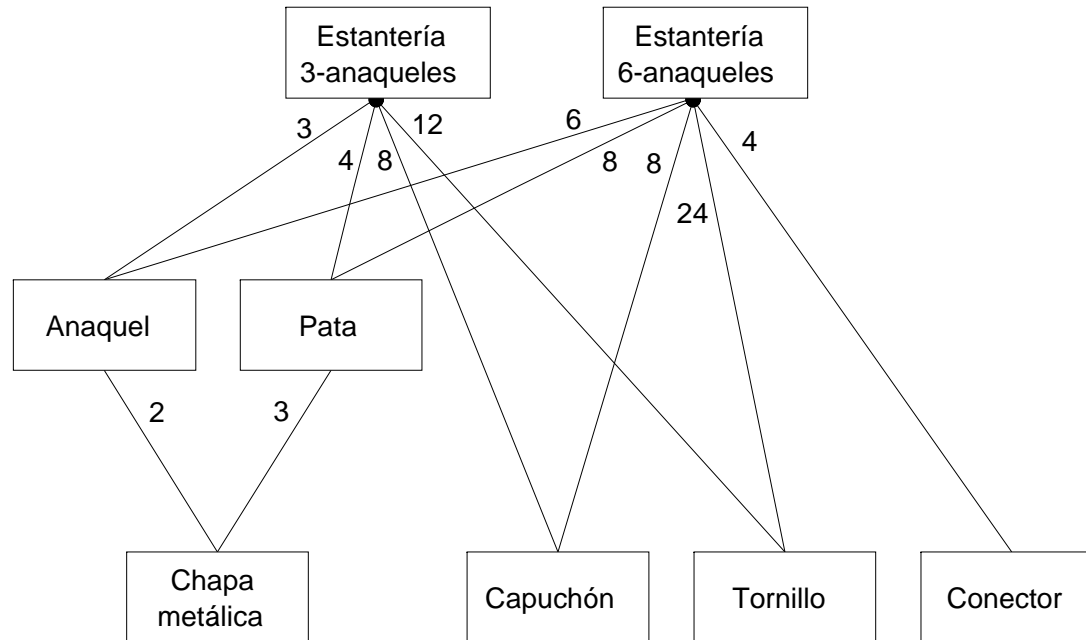 Estantería
3-anaqueles
Estantería
6-anaqueles
3
12
6
4
4
8
8
8
24
Anaquel
Pata
2
3
Chapa
metálica
Capuchón
Tornillo
Conector